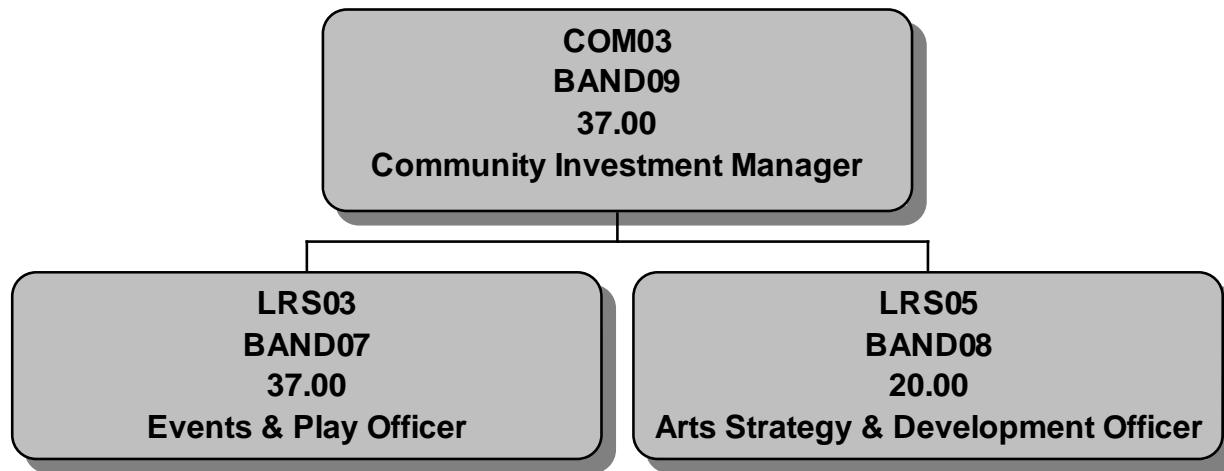 COM03
BAND09
37.00
Community Investment Manager
LRS03
BAND07
37.00
Events & Play Officer
LRS05
BAND08
20.00
Arts Strategy & Development Officer